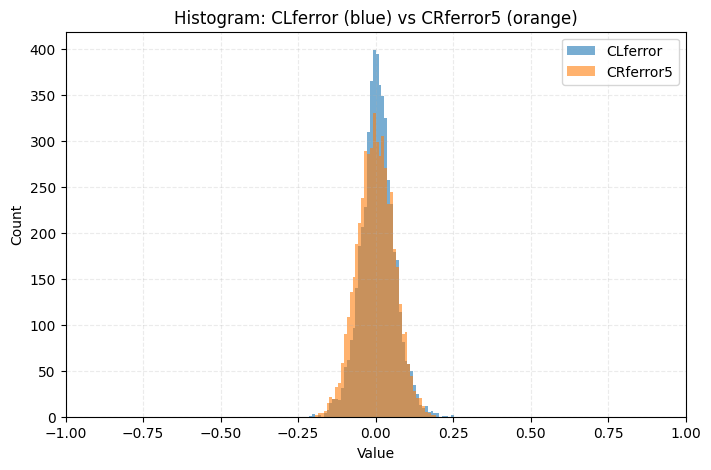 Histogram: CLferror (blue) vs CRferror5 (orange)
CLferror
CRferror5
400
350
300
250
200
150
100
50
0
Count
−1.00 −0.75 −0.50 −0.25 0.00 0.25 0.50 0.75 1.00
Value